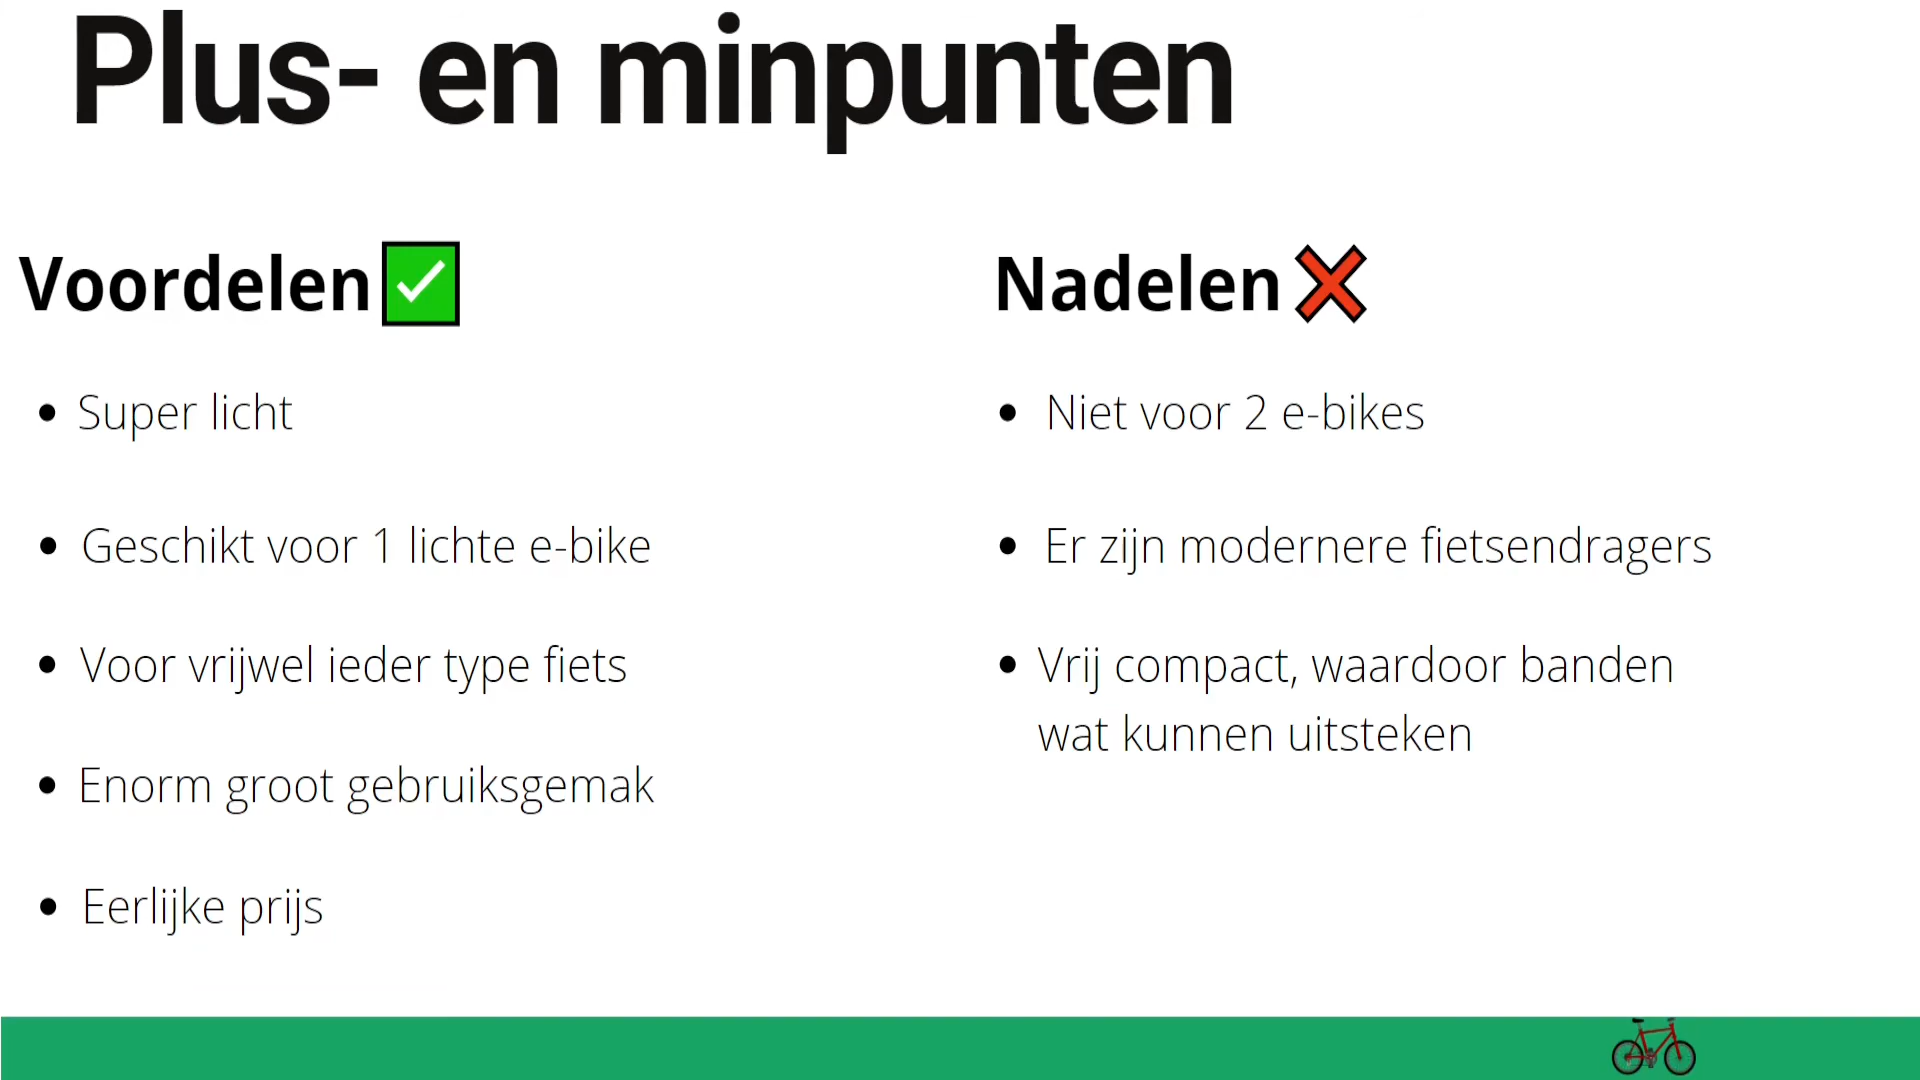 Plus- en minpunten
Voordelen
Super licht
Geschikt voor 1 lichte e-bike
Voor vrijwel ieder type fiets
Enorm groot gebruiksgemak
Eerlijke prijs
Nadelen
Niet voor 2 e-bikes
Er zijn modernere fietsendragers
Vrij compact, waardoor banden
wat kunnen uitsteken